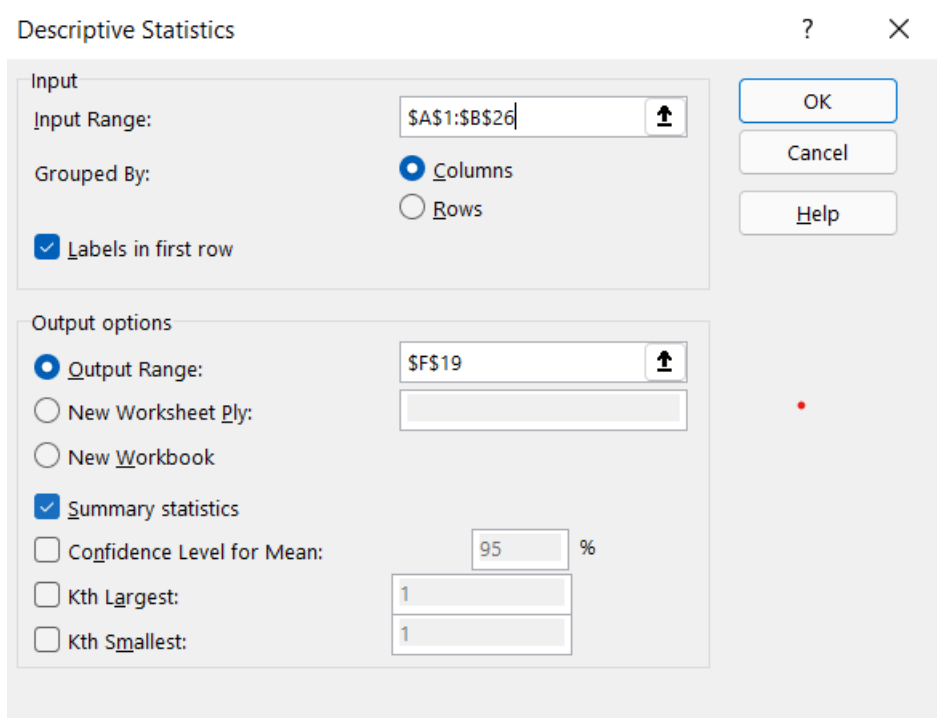 Descriptive Statistics ?
Input
Input Range: $A$1:$B$26
Grouped By: Columns
Rows
Labels in first row
OK
Cancel
Help
Output options
Output Range: $F$19
New Worksheet Ply:
New Workbook
Summary statistics
Confidence Level for Mean: 95 %
Kth Largest: 1
Kth Smallest: 1